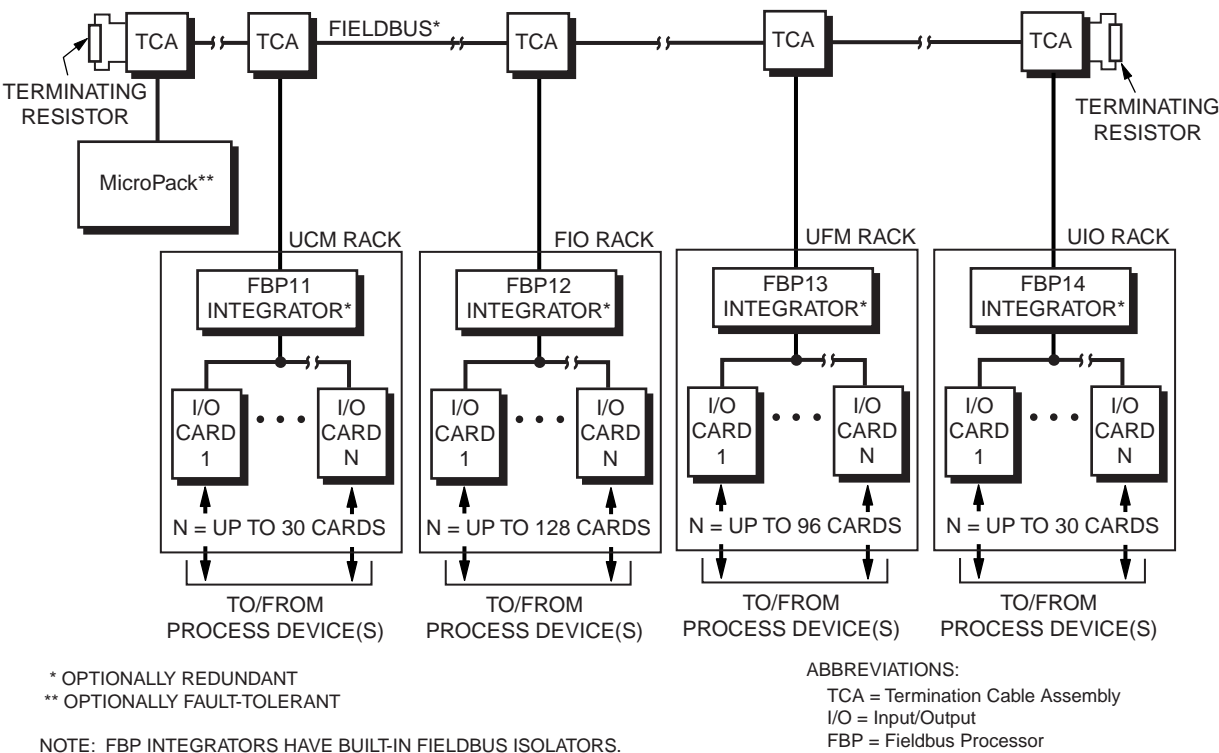 TCA
TCA
FIELDBUS*
TCA
TCA
TCA
TERMINATING
RESISTOR
TERMINATING
RESISTOR
MicroPack**
UCM RACK
FBP11
INTEGRATOR*
I/O
CARD
1
• • •
I/O
CARD
N
N = UP TO 30 CARDS
TO/FROM
PROCESS DEVICE(S)
FIO RACK
FBP12
INTEGRATOR*
I/O
CARD
1
• • •
I/O
CARD
N
N = UP TO 128 CARDS
TO/FROM
PROCESS DEVICE(S)
UFM RACK
FBP13
INTEGRATOR*
I/O
CARD
1
• • •
I/O
CARD
N
N = UP TO 96 CARDS
TO/FROM
PROCESS DEVICE(S)
UIO RACK
FBP14
INTEGRATOR*
I/O
CARD
1
• • •
I/O
CARD
N
N = UP TO 30 CARDS
TO/FROM
PROCESS DEVICE(S)
* OPTIONALLY REDUNDANT
** OPTIONALLY FAULT-TOLERANT
NOTE: FBP INTEGRATORS HAVE BUILT-IN FIELDBUS ISOLATORS.
ABBREVIATIONS:
TCA = Termination Cable Assembly
I/O = Input/Output
FBP = Fieldbus Processor